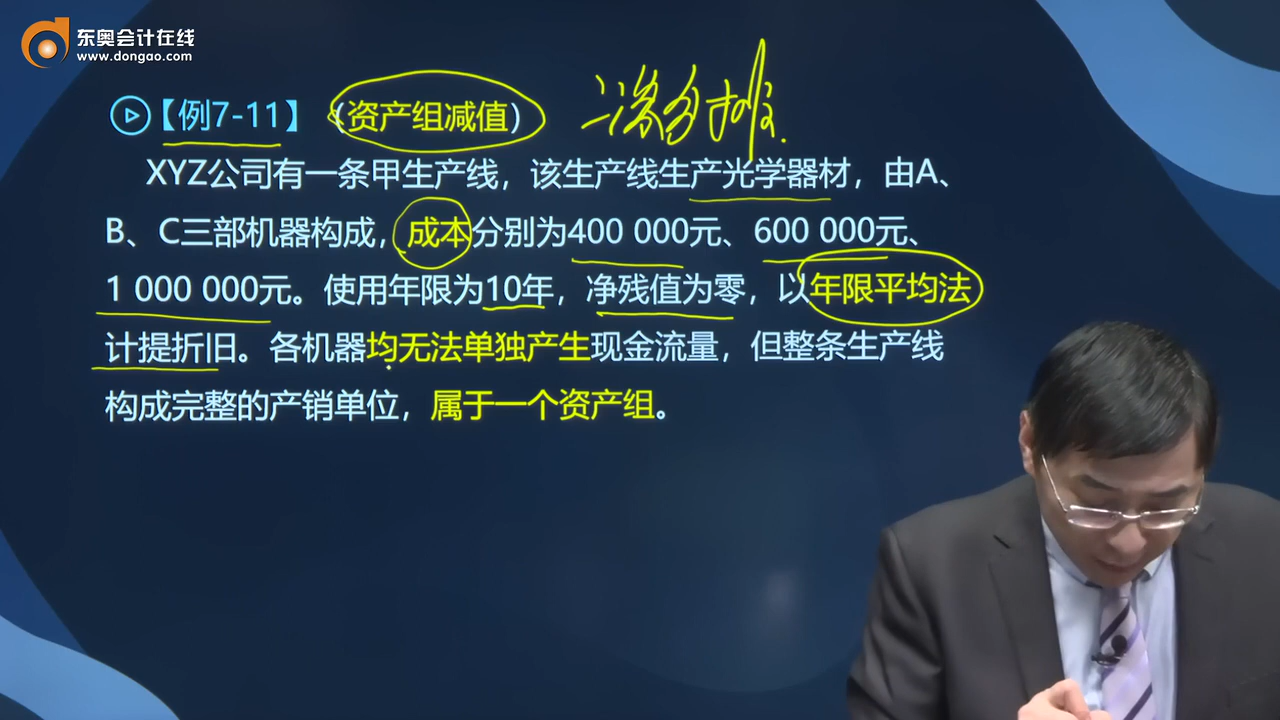 东奥会计在线
www.dongao.com
【例7-11】（资产组减值） 二次分摊.
XYZ公司有一条甲生产线，该生产线生产光学器材，由A、
B、C三部机器构成，成本分别为400 000元、600 000元、
1 000 000元。使用年限为10年，净残值为零，以年限平均法
计提折旧。各机器均无法单独产生现金流量，但整条生产线
构成完整的产销单位，属于一个资产组。